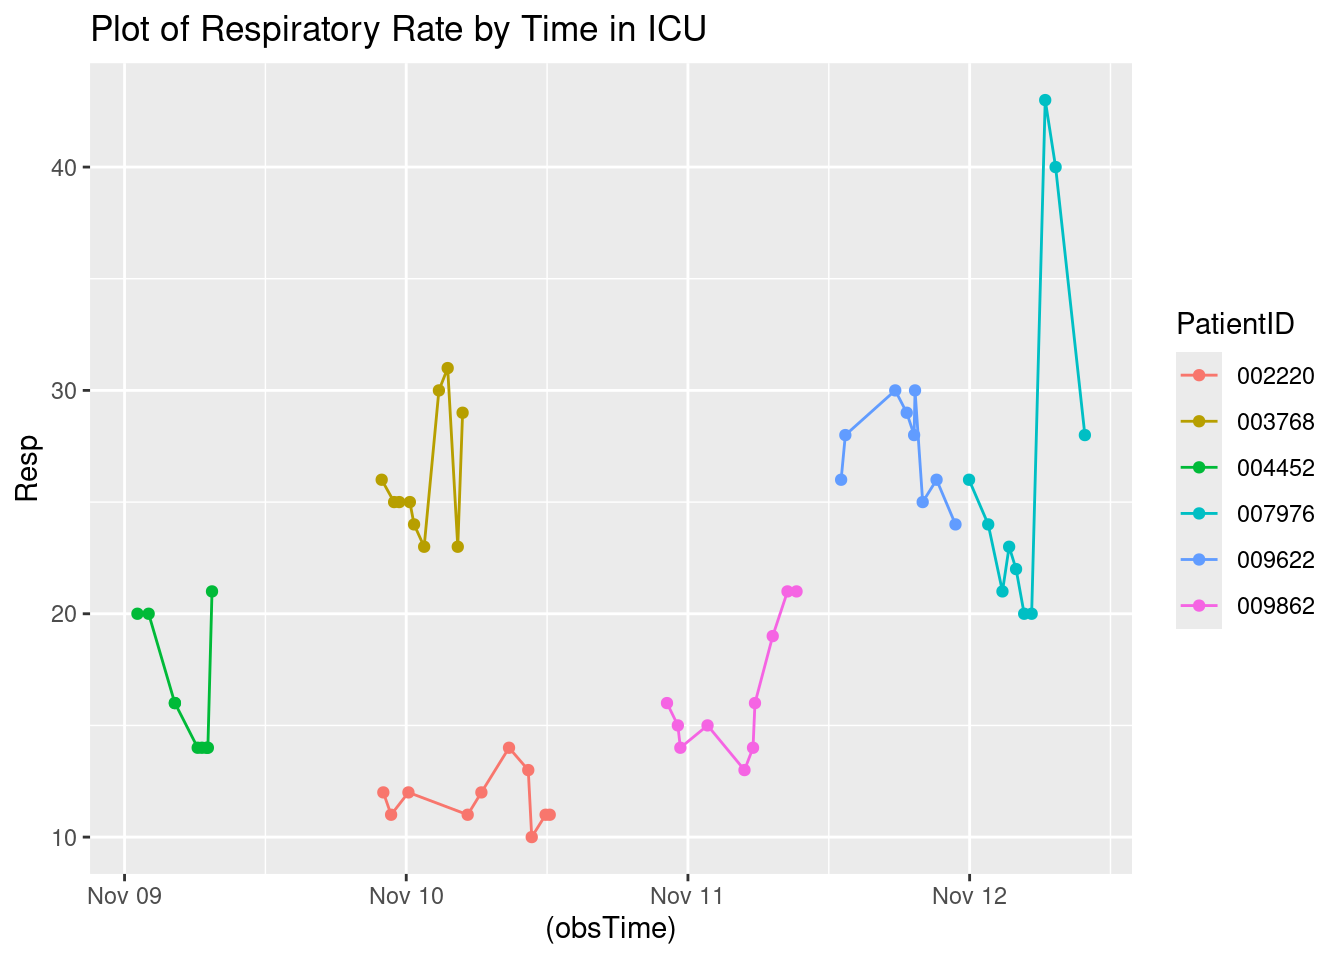 Plot of Respiratory Rate by Time in ICU
Resp
40
30
20
10
Nov 09
Nov 10
Nov 11
Nov 12
(obsTime)
PatientID
002220
003768
004452
007976
009622
009862